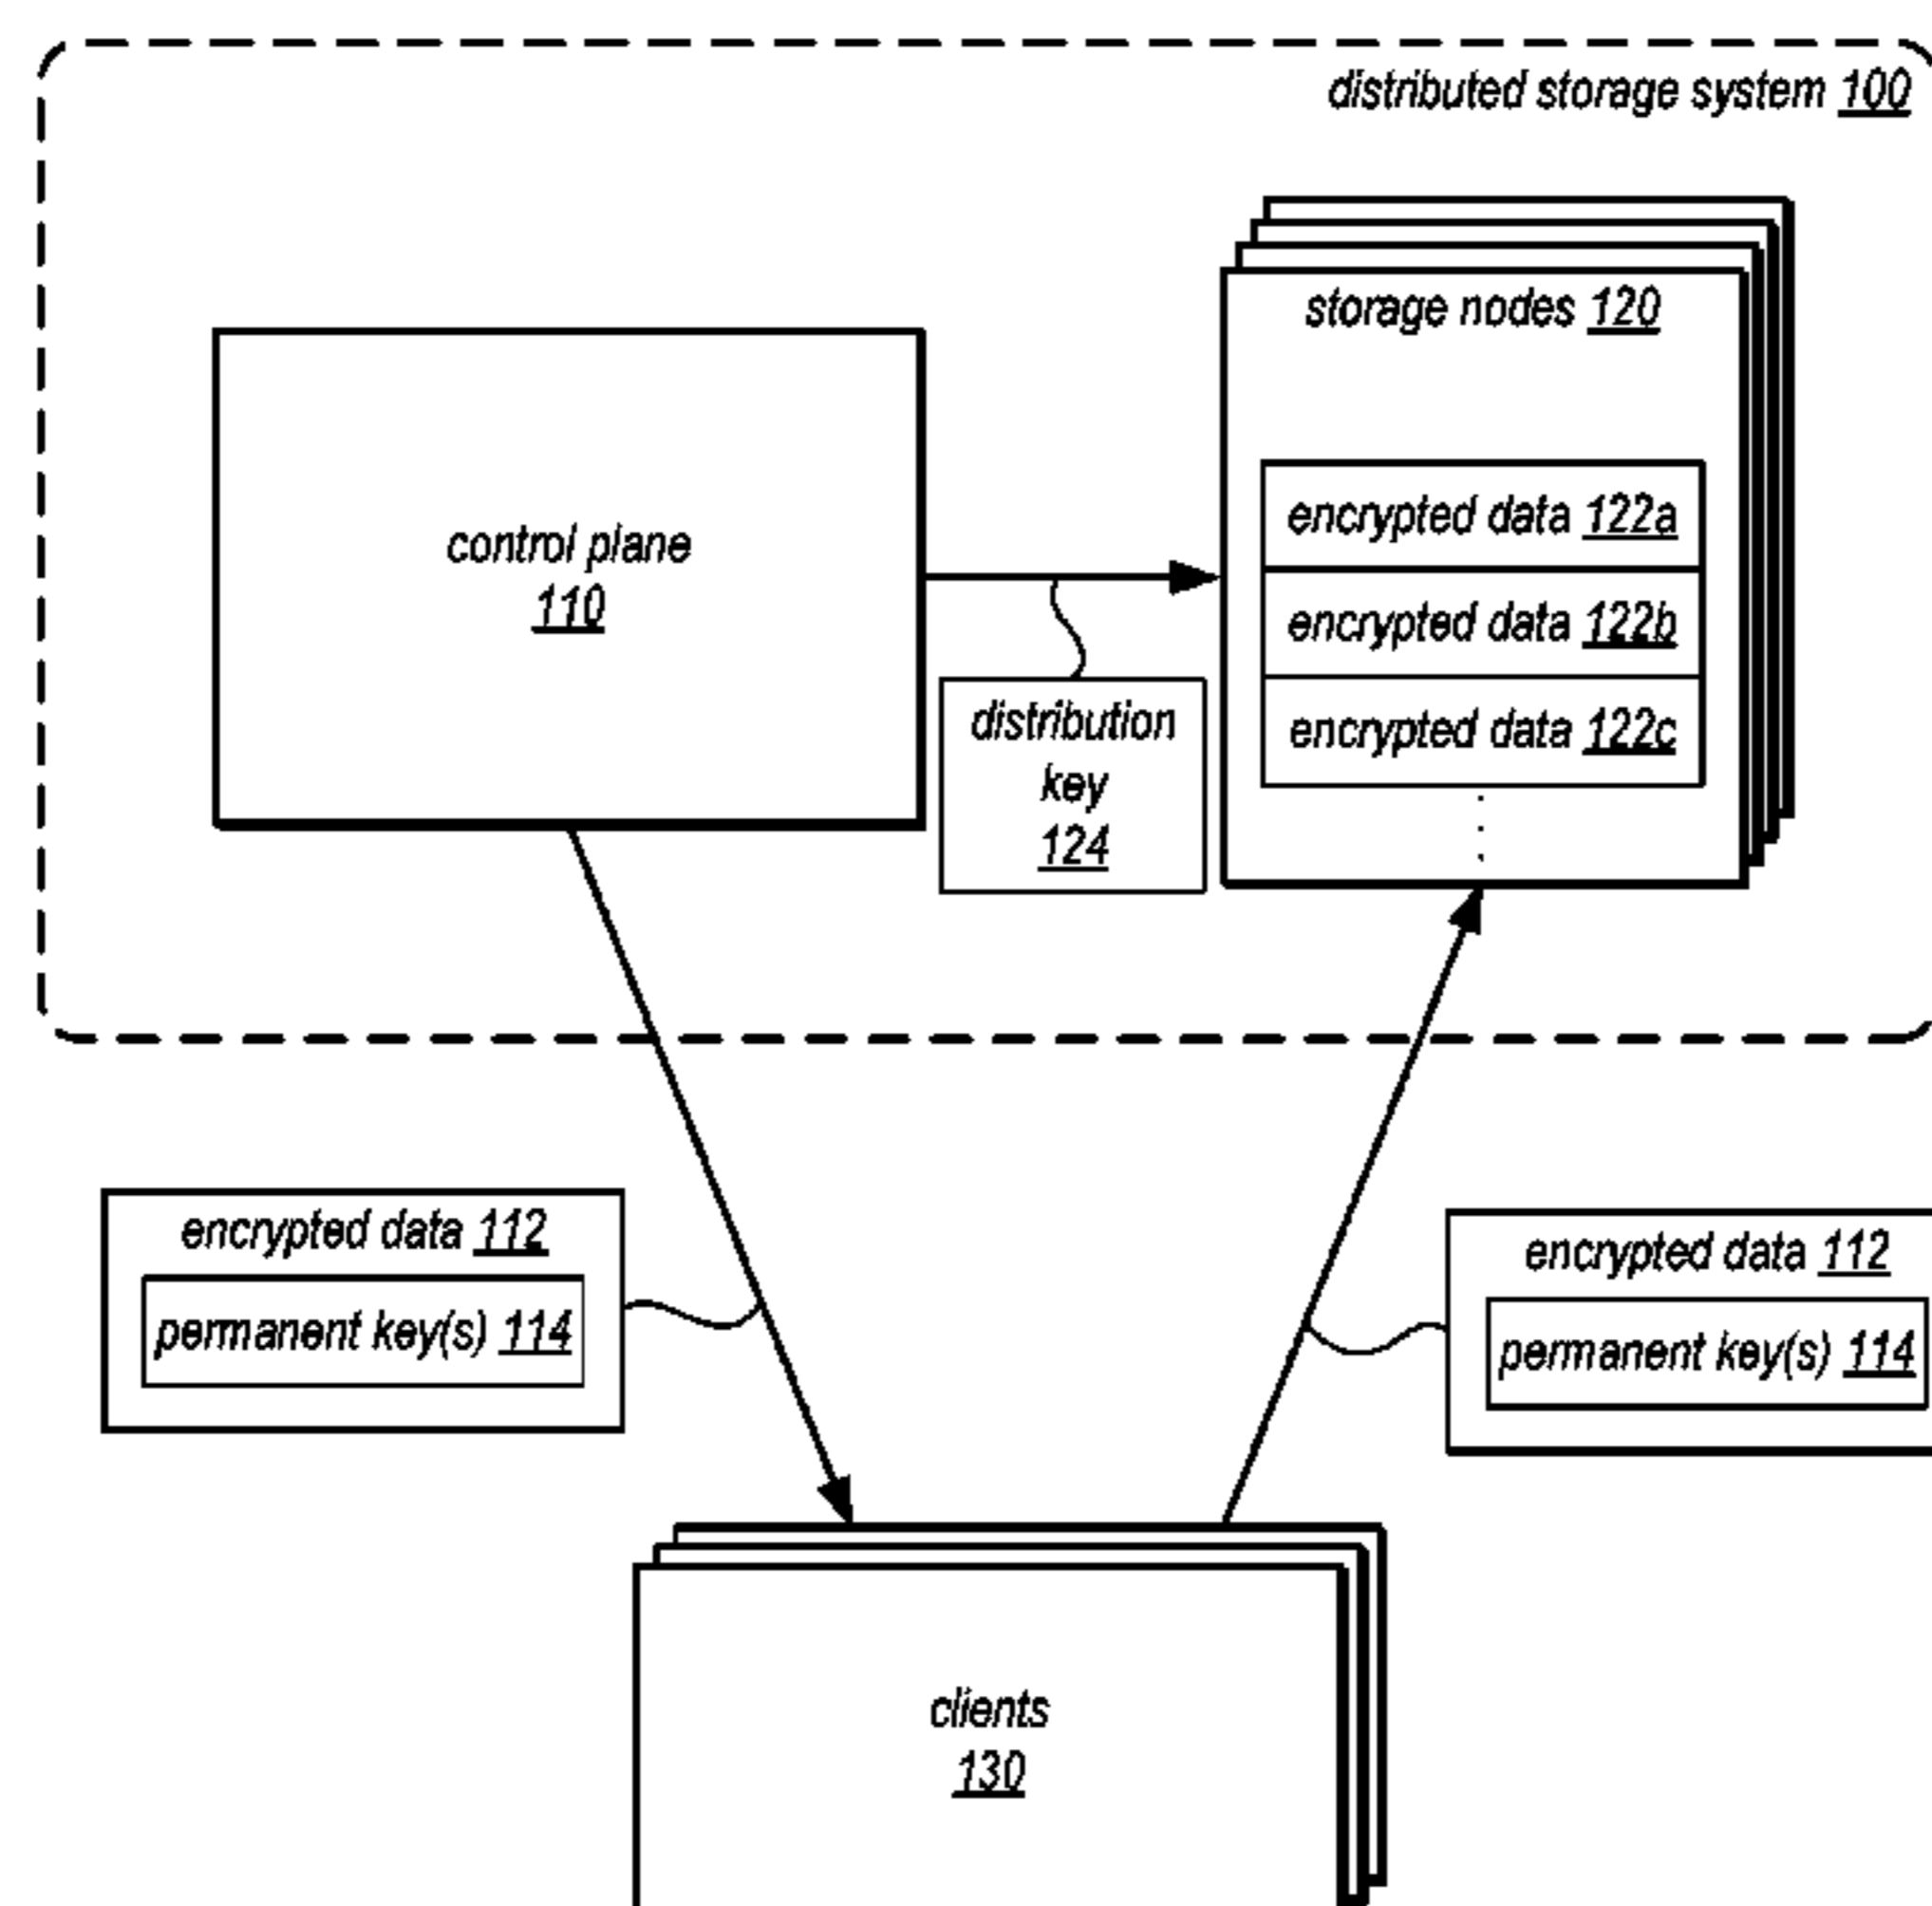 distributed storage system 100
storage nodes 120
encrypted data 122a
encrypted data 122b
encrypted data 122c
control plane
110
distribution
key
124
encrypted data 112
permanent key(s) 114
encrypted data 112
permanent key(s) 114
clients
130